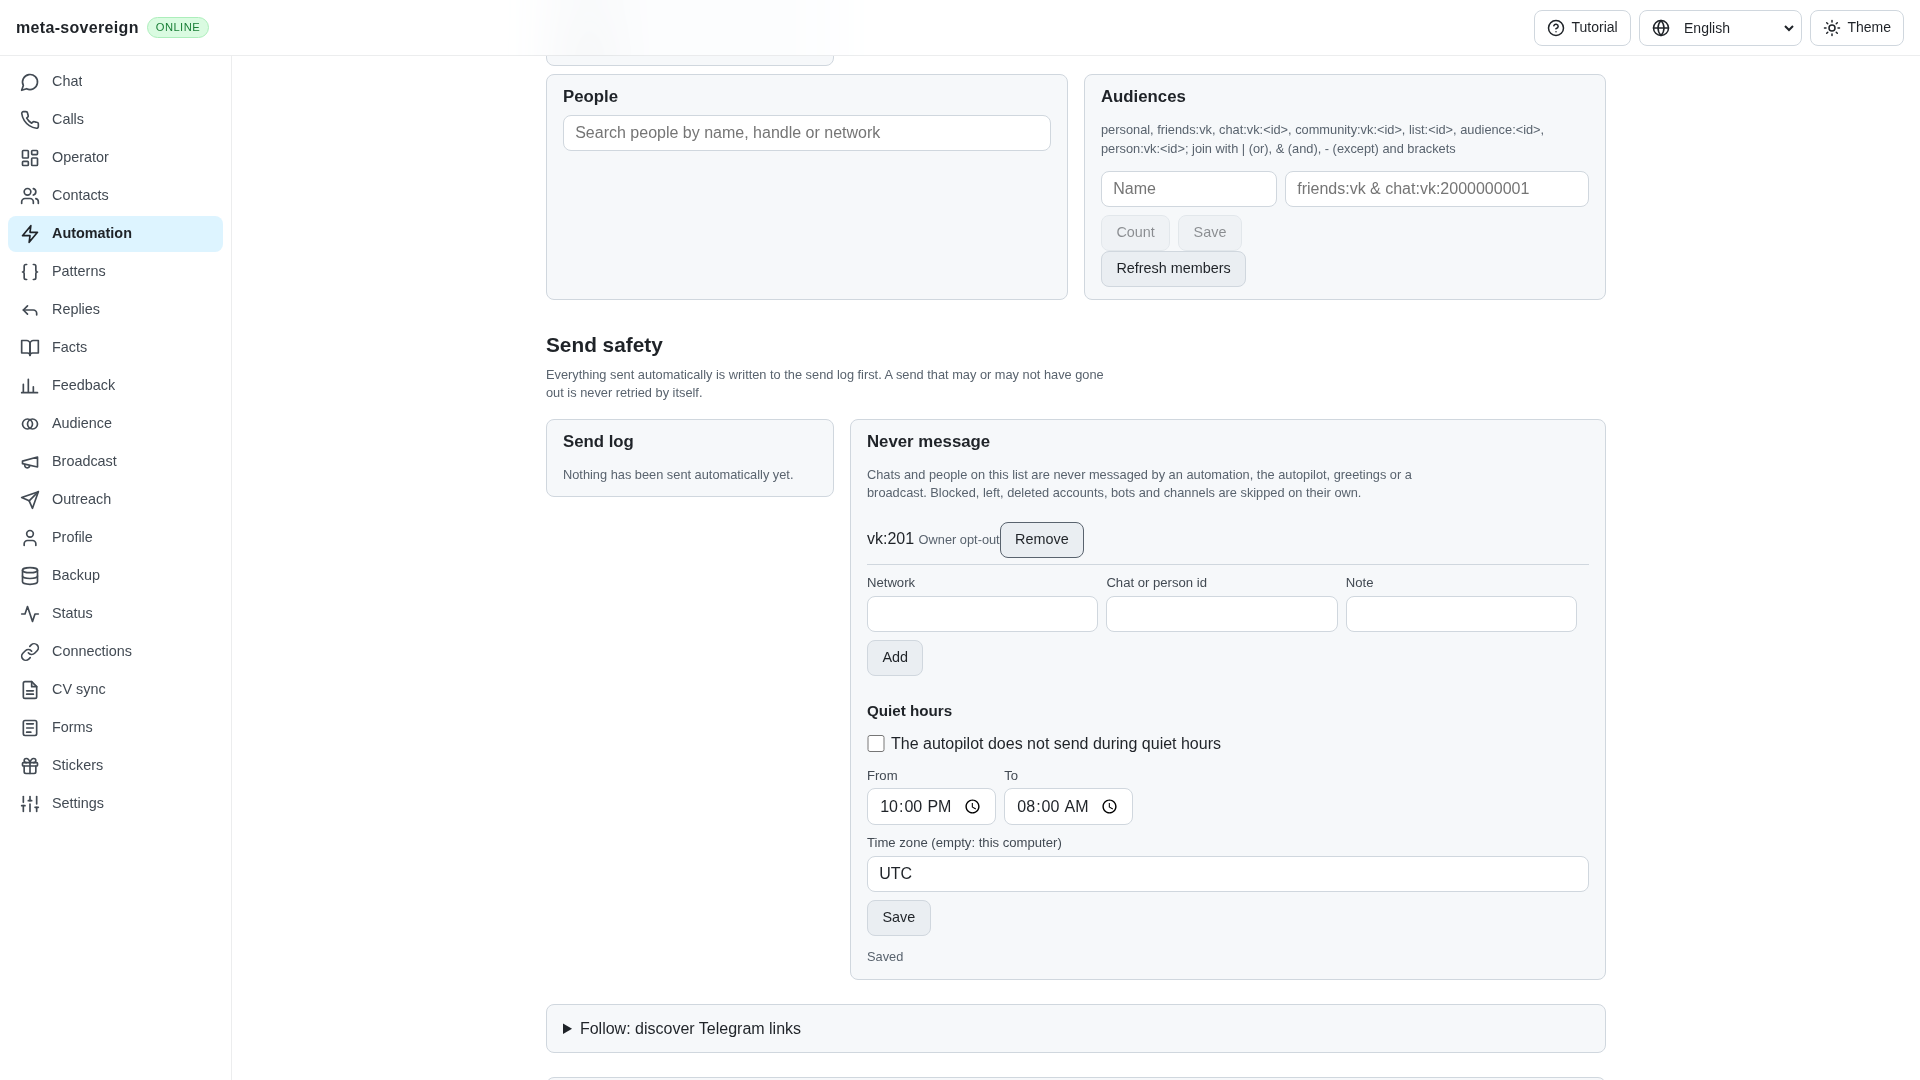 meta-sovereign
ONLINE
Tutorial
English
Theme
Chat
Calls
Operator
Contacts
Automation
Patterns
Replies
Facts
Feedback
Audience
Broadcast
Outreach
Profile
Backup
Status
Connections
CV sync
Forms
Stickers
Settings
People
Search people by name, handle or network
Audiences
personal, friends:vk, chat:vk:<id>, community:vk:<id>, list:<id>, audience:<id>,
person:vk:<id>; join with | (or), & (and), - (except) and brackets
Name
friends:vk & chat:vk:2000000001
Count
Save
Refresh members
Send safety
Everything sent automatically is written to the send log first. A send that may or may not have gone
out is never retried by itself.
Send log
Nothing has been sent automatically yet.
Never message
Chats and people on this list are never messaged by an automation, the autopilot, greetings or a
broadcast. Blocked, left, deleted accounts, bots and channels are skipped on their own.
vk:201 Owner opt-out
Remove
Network
Chat or person id
Note
Add
Quiet hours
The autopilot does not send during quiet hours
From
To
10:00 PM
08:00 AM
Time zone (empty: this computer)
UTC
Save
Saved
Follow: discover Telegram links